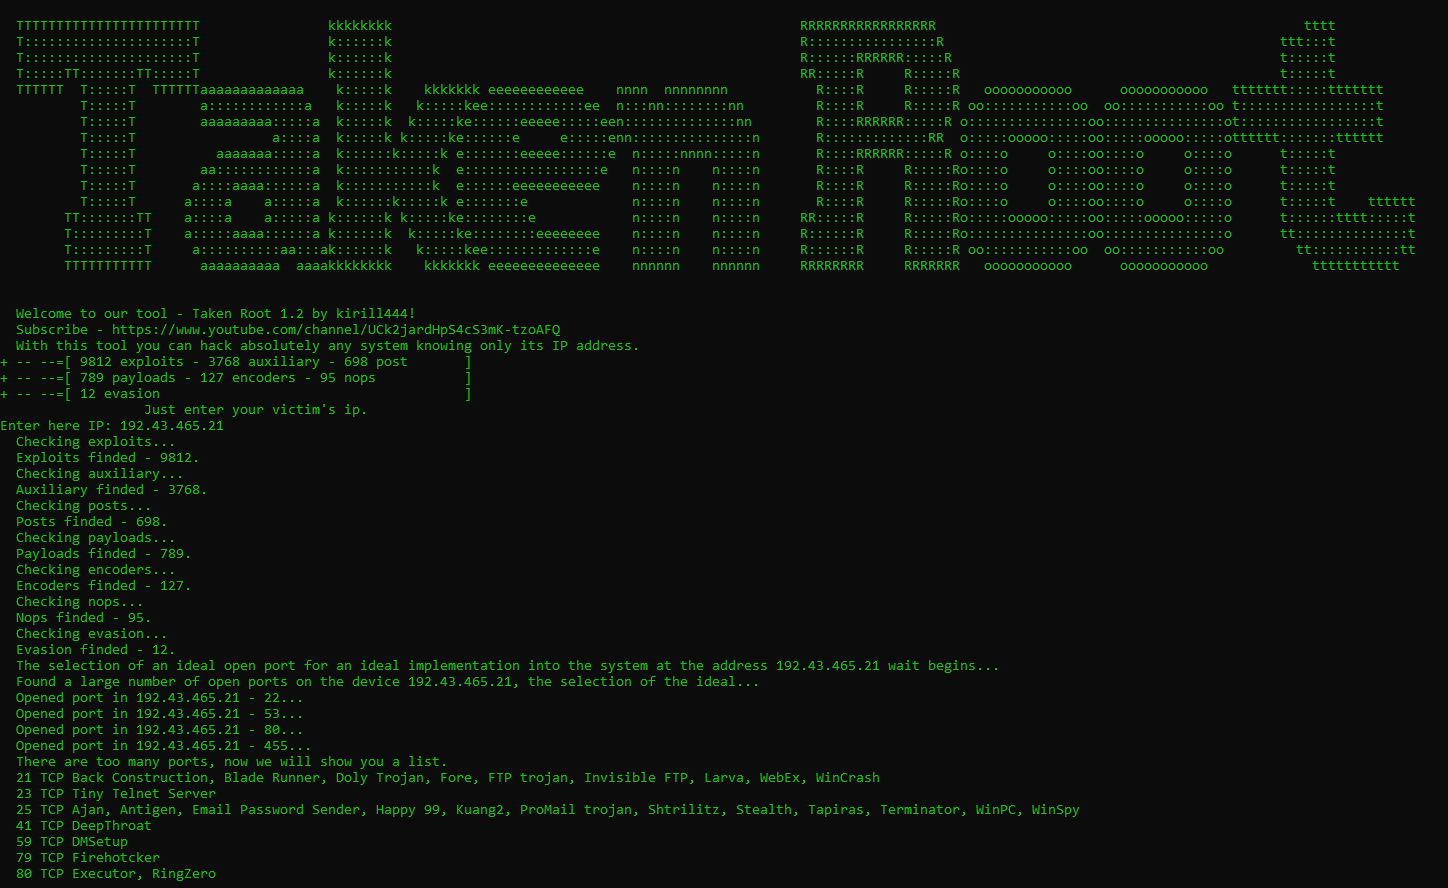 Taken Root
Welcome to our tool - Taken Root 1.2 by kirill444!
Subscribe - https://www.youtube.com/channel/UCk2jardHpS4cS3mK-tzoAFQ
With this tool you can hack absolutely any system knowing only its IP address.
+ -- --=[ 9812 exploits - 3768 auxiliary - 698 post       ]
+ -- --=[ 789 payloads - 127 encoders - 95 nops           ]
+ -- --=[ 12 evasion                                      ]
Just enter your victim's ip.
Enter here IP: 192.43.465.21
Checking exploits...
Exploits finded - 9812.
Checking auxiliary...
Auxiliary finded - 3768.
Checking posts...
Posts finded - 698.
Checking payloads...
Payloads finded - 789.
Checking encoders...
Encoders finded - 127.
Checking nops...
Nops finded - 95.
Checking evasion...
Evasion finded - 12.
The selection of an ideal open port for an ideal implementation into the system at the address 192.43.465.21 wait begins...
Found a large number of open ports on the device 192.43.465.21, the selection of the ideal...
Opened port in 192.43.465.21 - 22...
Opened port in 192.43.465.21 - 53...
Opened port in 192.43.465.21 - 80...
Opened port in 192.43.465.21 - 455...
There are too many ports, now we will show you a list.
21 TCP Back Construction, Blade Runner, Doly Trojan, Fore, FTP trojan, Invisible FTP, Larva, WebEx, WinCrash
23 TCP Tiny Telnet Server
25 TCP Ajan, Antigen, Email Password Sender, Happy 99, Kuang2, ProMail trojan, Shtrilitz, Stealth, Tapiras, Terminator, WinPC, WinSpy
41 TCP DeepThroat
59 TCP DMSetup
79 TCP Firehotcker
80 TCP Executor, RingZero